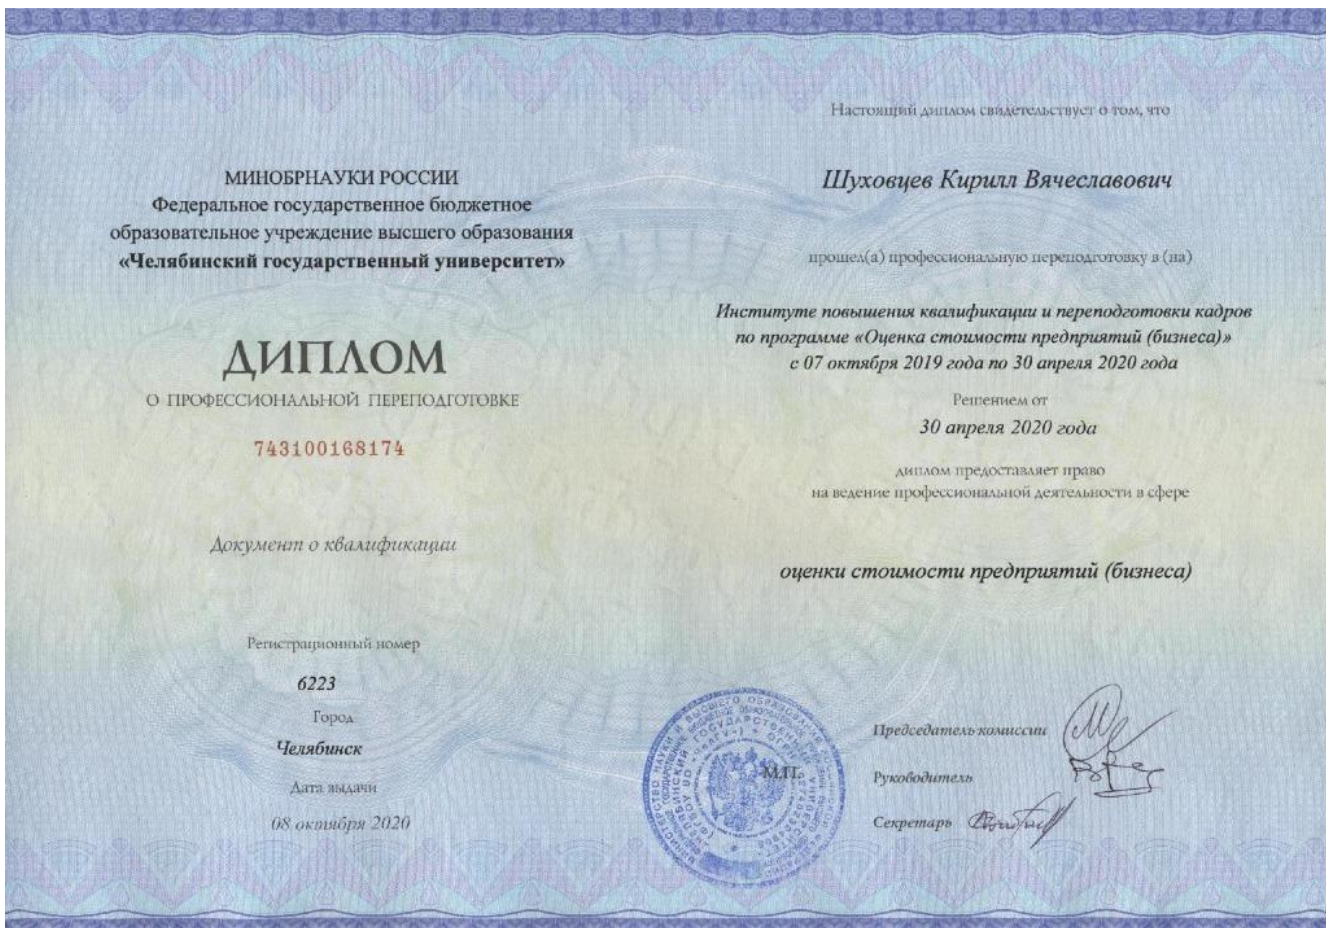 МИНОБРНАУКИ РОССИИ
Федеральное государственное бюджетное
образовательное учреждение высшего образования
«Челябинский государственный университет»
ДИПЛОМ
О ПРОФЕССИОНАЛЬНОЙ ПЕРЕПОДГОТОВКЕ
743100168174
Документ о квалификации
Регистрационный номер
6223
Город
Челябинск
Дата выдачи
08 октября 2020
Настоящий диплом свидетельствует о том, что
Шуховцев Кирилл Вячеславович
прошел(а) профессиональную переподготовку в (на)
Институте повышения квалификации и переподготовки кадров
по программе «Оценка стоимости предприятий (бизнеса)»
с 07 октября 2019 года по 30 апреля 2020 года
Решением от
30 апреля 2020 года
диплом предоставляет право
на ведение профессиональной деятельности в сфере
оценки стоимости предприятий (бизнеса)
М.П.
Председатель комиссии
Руководитель
Секретарь